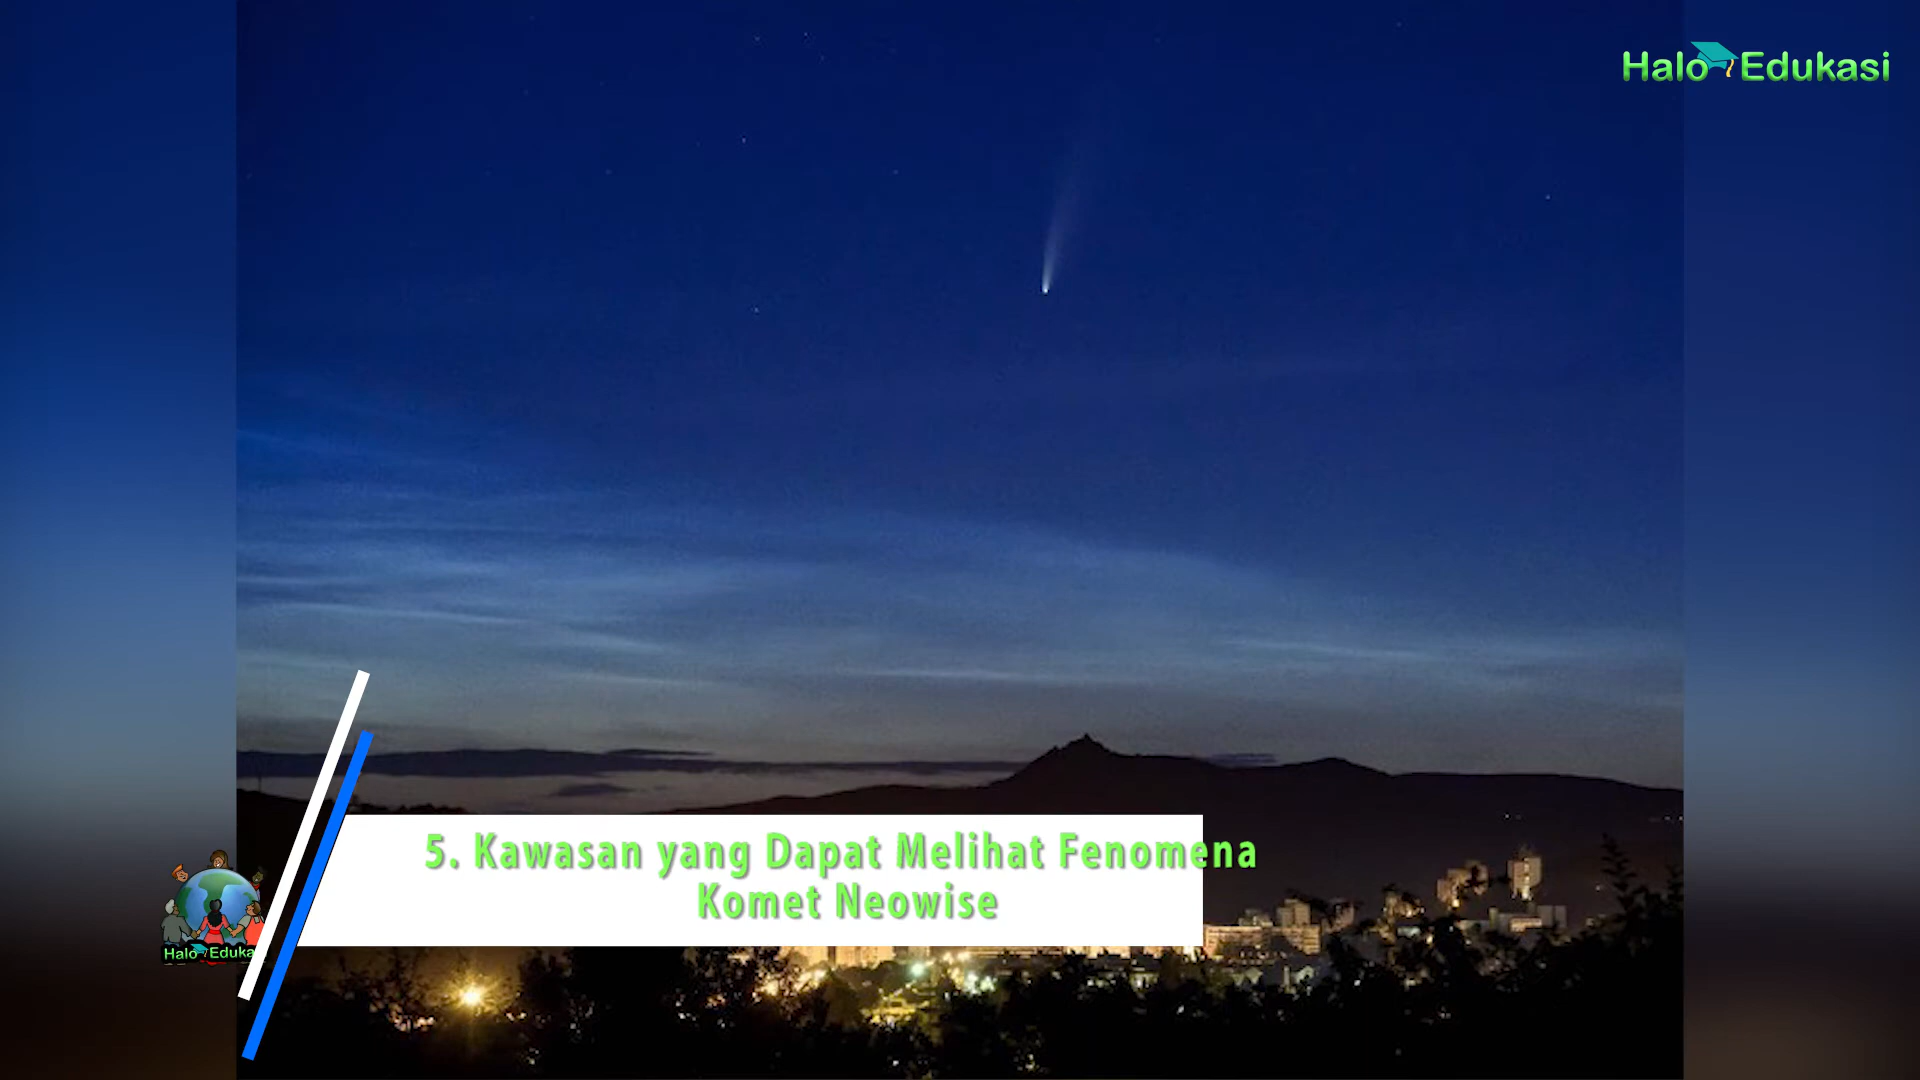 Halo Edukasi
5. Kawasan yang Dapat Melihat Fenomena
Komet Neowise
Halo Eduka